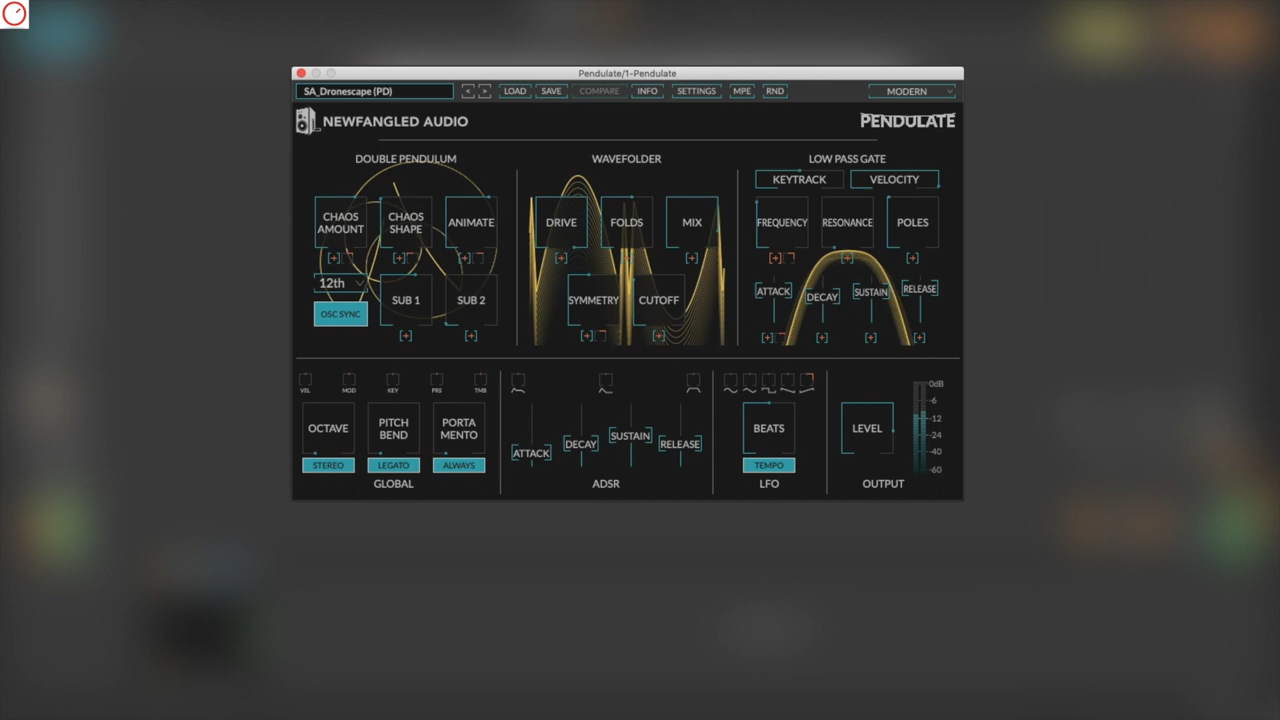 Pendulate/1-Pendulate
SA_Dronescape (PD) < > LOAD SAVE COMPARE INFO SETTINGS MPE RND MODERN
NEWFANGLED AUDIO PENDULATE
DOUBLE PENDULUM WAVEFOLDER LOW PASS GATE
KEYTRACK VELOCITY
CHAOS AMOUNT CHAOS SHAPE ANIMATE DRIVE FOLDS MIX FREQUENCY RESONANCE POLES
[+] [+] [+] [+] [+] [+] [+] [+] [+]
12th
OSC SYNC SUB 1 SUB 2 SYMMETRY CUTOFF ATTACK DECAY SUSTAIN RELEASE
[+] [+] [+] [+] [+] [+] [+] [+]
VEL MOD KEY PRS TMB
OCTAVE PITCH BEND PORTA MENTO ATTACK DECAY SUSTAIN RELEASE BEATS LEVEL
0dB
-6
-12
-24
-40
-60
STEREO LEGATO ALWAYS TEMPO
GLOBAL ADSR LFO OUTPUT